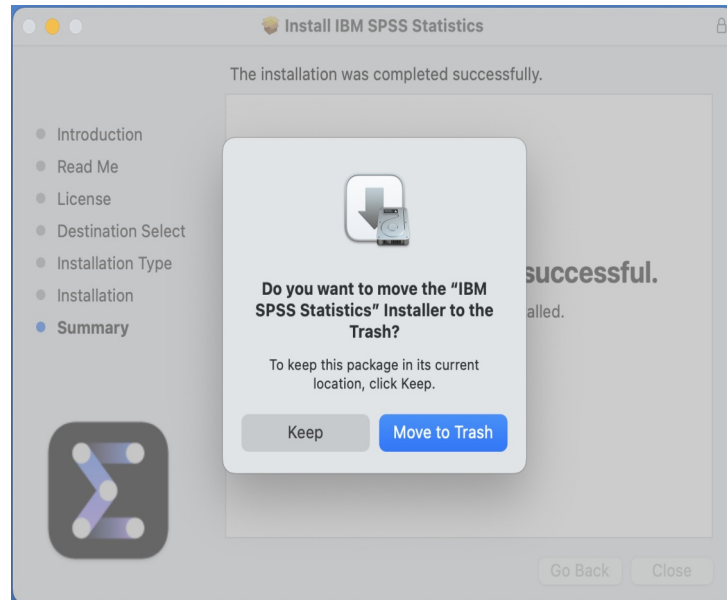 Install IBM SPSS Statistics
The installation was completed successfully.
Introduction
Read Me
License
Destination Select
Installation Type
Installation
Summary
successful.
alled.
Do you want to move the “IBM
SPSS Statistics” Installer to the
Trash?
To keep this package in its current
location, click Keep.
Keep Move to Trash
Go Back Close